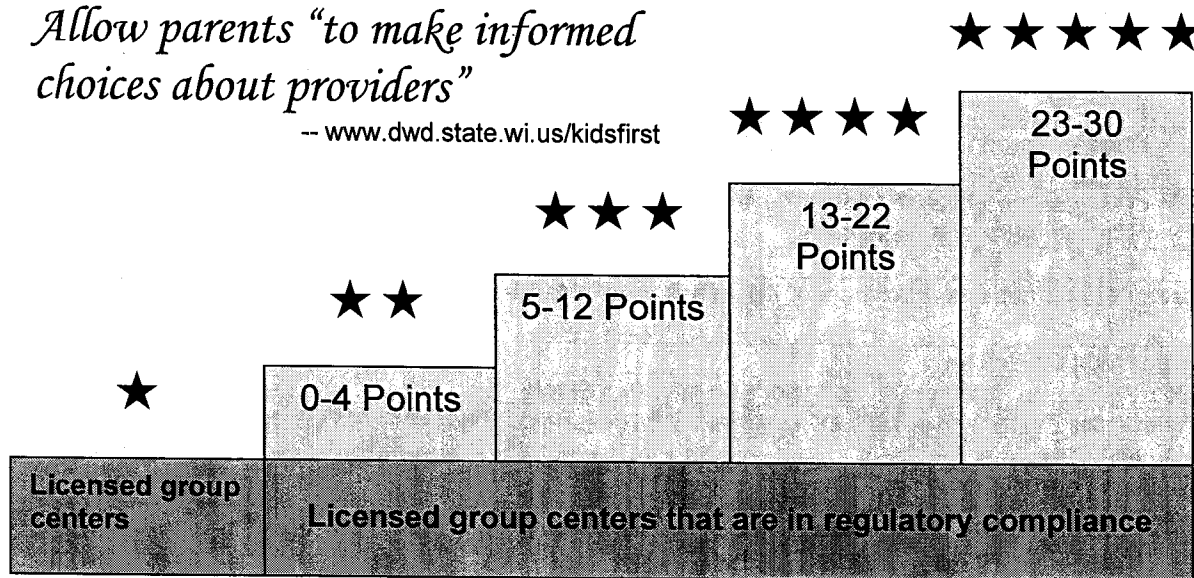 Allow parents “to make informed
choices about providers”
-- www.dwd.state.wi.us/kidsfirst
23-30
Points
13-22
Points
5-12 Points
0-4 Points
Licensed group
centers
Licensed group centers that are in regulatory compliance